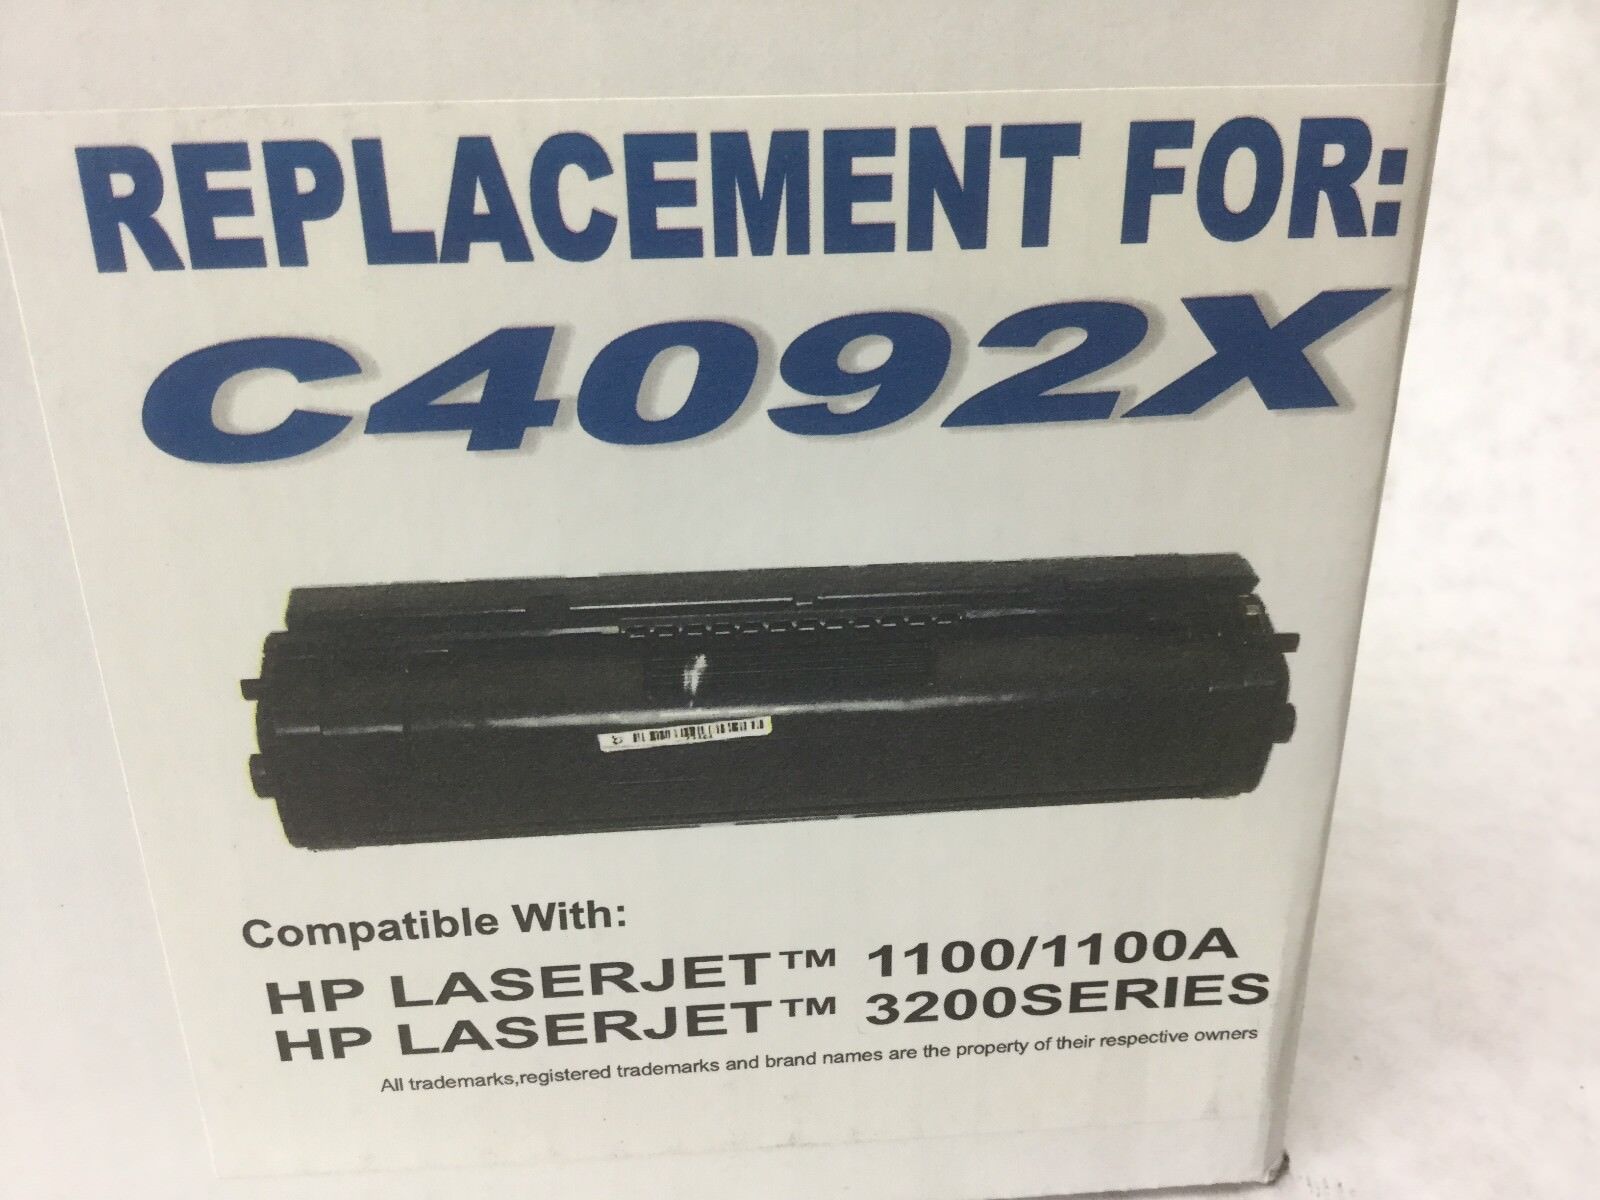 REPLACEMENT FOR:
C4092X
Compatible With:
HP LASERJET™ 1100/1100A
HP LASERJET™ 3200SERIES
All trademarks,registered trademarks and brand names are the property of their respective owners